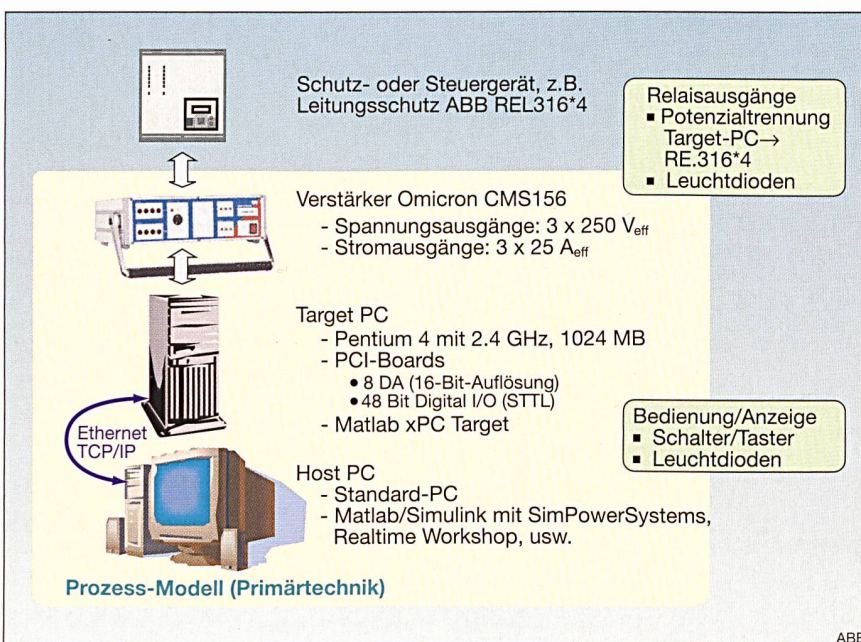 Schutz- oder Steuergerät, z.B.
Leitungsschutz ABB REL316*4
Relaisausgänge
▪ Potenzialtrennung
Target-PC→
RE.316*4
▪ Leuchtdioden
Verstärker Omicron CMS156
- Spannungsausgänge: 3 x 250 Veff
- Stromausgänge: 3 x 25 Aeff
Target PC
- Pentium 4 mit 2.4 GHz, 1024 MB
- PCI-Boards
• 8 DA (16-Bit-Auflösung)
• 48 Bit Digital I/O (STTL)
- Matlab xPC Target
Ethernet
TCP/IP
Bedienung/Anzeige
▪ Schalter/Taster
▪ Leuchtdioden
Host PC
- Standard-PC
- Matlab/Simulink mit SimPowerSystems,
Realtime Workshop, usw.
Prozess-Modell (Primärtechnik)
ABB